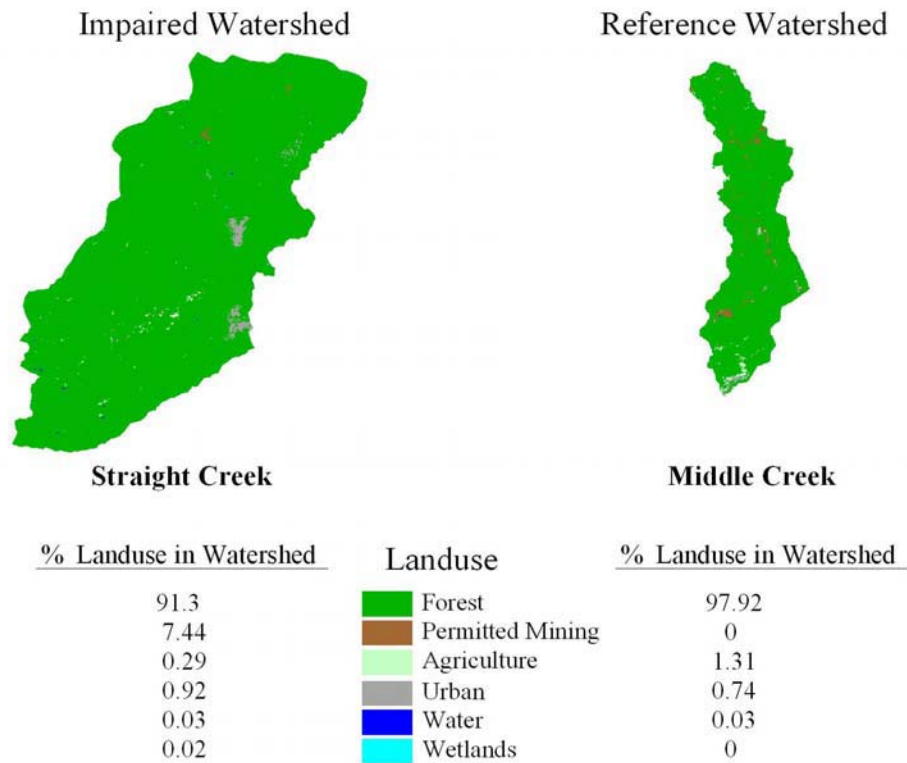 Impaired Watershed Reference Watershed
Straight Creek Middle Creek
% Landuse in Watershed Landuse % Landuse in Watershed
91.3 Forest 97.92
7.44 Permitted Mining 0
0.29 Agriculture 1.31
0.92 Urban 0.74
0.03 Water 0.03
0.02 Wetlands 0